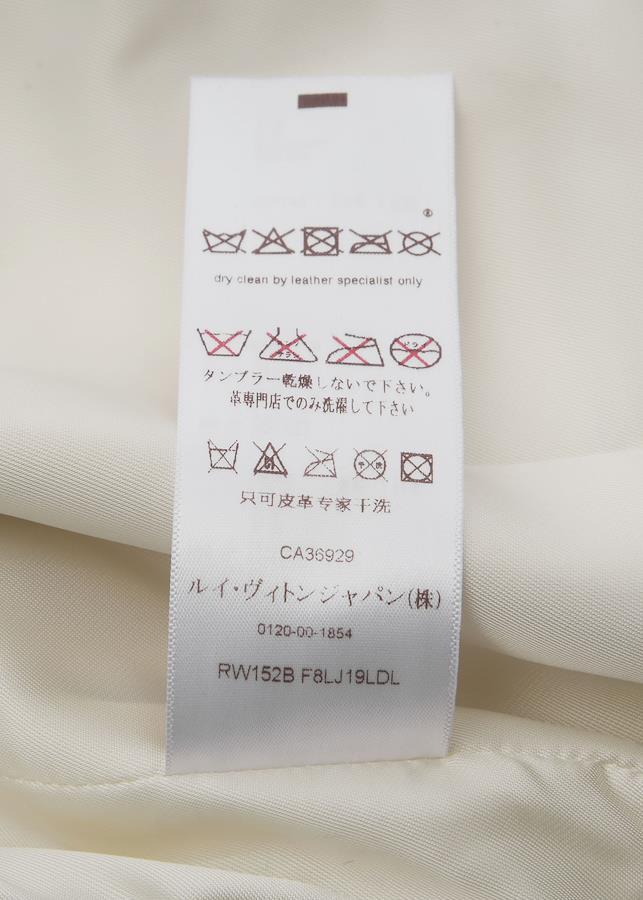 ®
dry clean by leather specialist only
タンブラー乾燥しないで下さい。
革専門店でのみ洗濯して下さい
只可皮革专家干洗
CA36929
ルイ・ヴィトンジャパン(株)
0120-00-1854
RW152B F8LJ19LDL